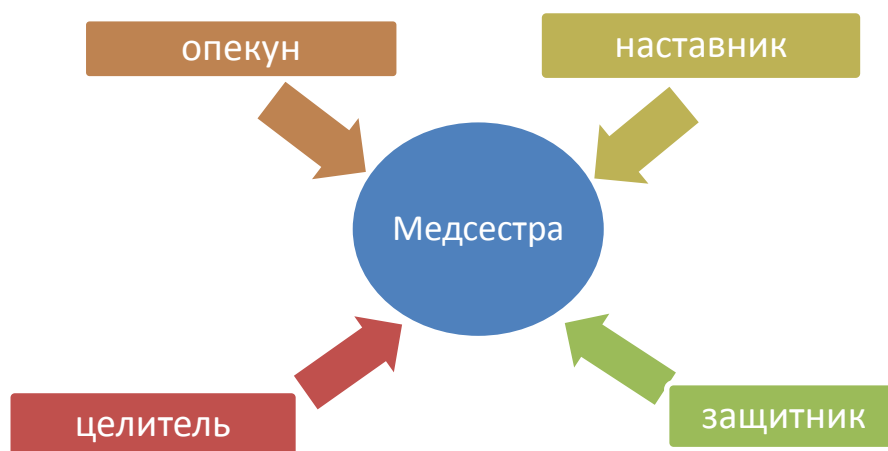 опекун
наставник
Медсестра
целитель
защитник